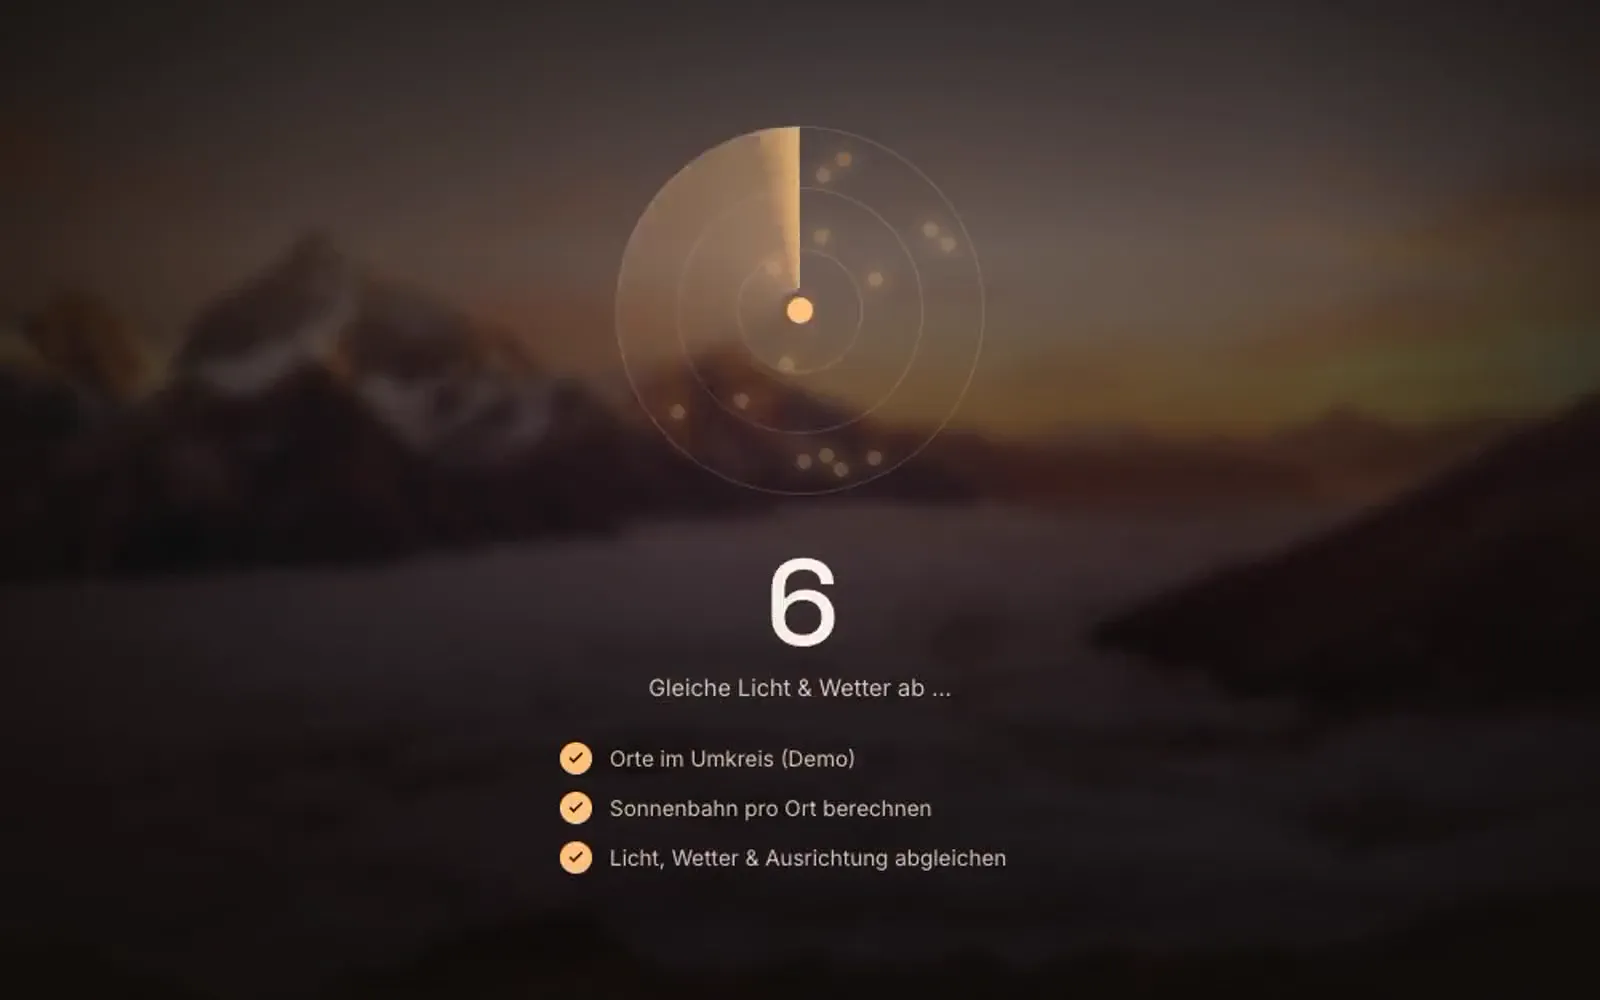 6
Gleiche Licht & Wetter ab ...
Orte im Umkreis (Demo)
Sonnenbahn pro Ort berechnen
Licht, Wetter & Ausrichtung abgleichen